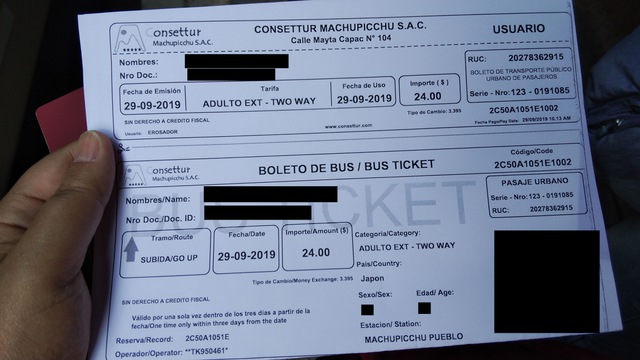 Consettur
Machupicchu S.A.C.
CONSETTUR MACHUPICCHU S.A.C.
Calle Mayta Capac N° 104
USUARIO
Nombres:
Nro Doc.:
RUC: 20278362915
BOLETO DE TRANSPORTE PÚBLICO
URBANO DE PASAJEROS
Serie - Nro: 123 - 0191085
Fecha de Emisión
29-09-2019
Tarifa
ADULTO EXT - TWO WAY
Fecha de Uso
29-09-2019
Importe ( $ )
24.00
Tipo de Cambio: 3.395
2C50A1051E1002
SIN DERECHO A CREDITO FISCAL
Usuario: EROSADOR
www.consettur.com
Fecha Pago/Pay Date: 29/09/2019 10:13 AM
Consettur
Machupicchu S.A.C.
BOLETO DE BUS / BUS TICKET
Código/Code
2C50A1051E1002
BUS TICKET
Nombres/Name:
Nro Doc./Doc. ID:
PASAJE URBANO
Serie - Nro: 123 - 0191085
RUC: 20278362915
Tramo/Route
SUBIDA/GO UP
Fecha/Date
29-09-2019
Importe/Amount ($)
24.00
Categoria/Category:
ADULTO EXT - TWO WAY
Tipo de Cambio/Money Exchange: 3.395
Pais/Country:
Japon
SIN DERECHO A CREDITO FISCAL
Sexo/Sex:
Edad/ Age:
Válido por una sola vez dentro de los tres días a partir de la
fecha/One time only within three days from the date
Estacion/ Station:
MACHUPICCHU PUEBLO
Reserva/Record: 2C50A1051E
Operador/Operator: **TK950461*